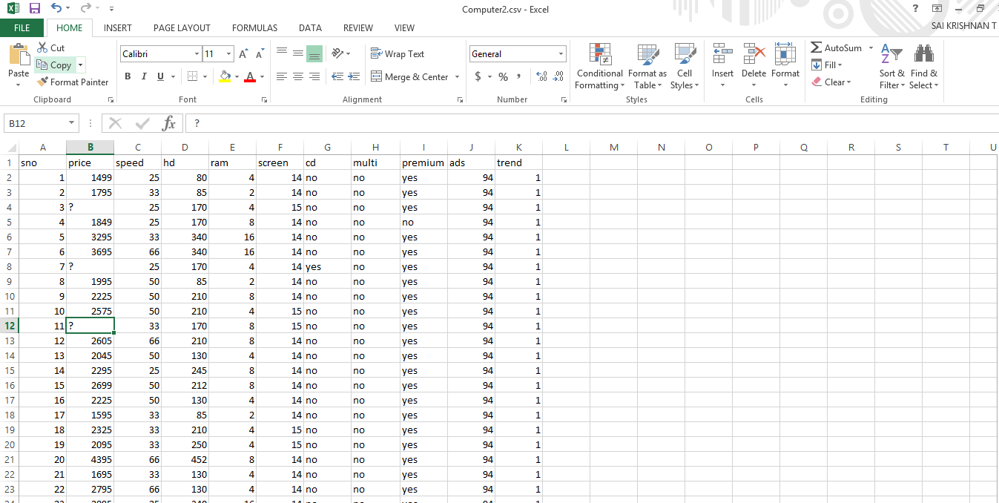 Computer2.csv - Excel
?
FILE HOME INSERT PAGE LAYOUT FORMULAS DATA REVIEW VIEW SAI KRISHNAN T
Paste
Cut
Copy
Format Painter
Clipboard
Calibri 11 A A
B I U A
Font
Wrap Text
Merge & Center
Alignment
General
$ % ,
Number
Conditional Formatting
Format as Table
Cell Styles
Styles
Insert Delete Format
Cells
AutoSum
Fill
Clear
Sort & Filter
Find & Select
Editing
B12 fx ?
A B C D E F G H I J K L M N O P Q R S T U
1 sno price speed hd ram screen cd multi premium ads trend
2 1 1499 25 80 4 14 no no yes 94 1
3 2 1795 33 85 2 14 no no yes 94 1
4 3 ? 25 170 4 15 no no yes 94 1
5 4 1849 25 170 8 14 no no no 94 1
6 5 3295 33 340 16 14 no no yes 94 1
7 6 3695 66 340 16 14 no no yes 94 1
8 7 ? 25 170 4 14 yes no yes 94 1
9 8 1995 50 85 2 14 no no yes 94 1
10 9 2225 50 210 8 14 no no yes 94 1
11 10 2575 50 210 4 15 no no yes 94 1
12 11 ? 33 170 8 15 no no yes 94 1
13 12 2605 66 210 8 14 no no yes 94 1
14 13 2045 50 130 4 14 no no yes 94 1
15 14 2295 25 245 8 14 no no yes 94 1
16 15 2699 50 212 8 14 no no yes 94 1
17 16 2225 50 130 4 14 no no yes 94 1
18 17 1595 33 85 2 14 no no yes 94 1
19 18 2325 33 210 4 15 no no yes 94 1
20 19 2095 33 250 4 15 no no yes 94 1
21 20 4395 66 452 8 14 no no yes 94 1
22 21 1695 33 130 4 14 no no yes 94 1
23 22 2795 66 130 4 14 no no yes 94 1